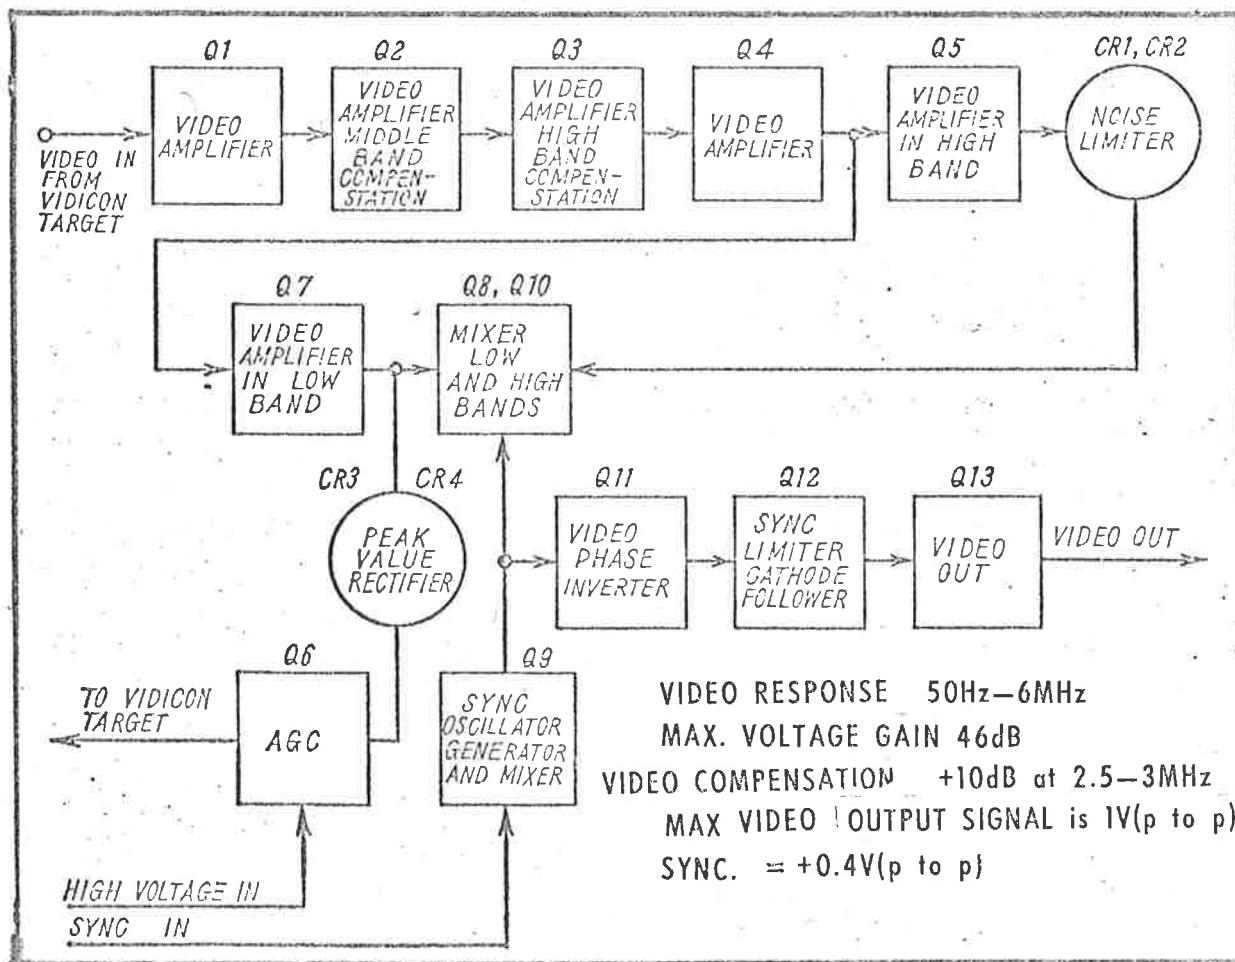 Q1
VIDEO
AMPLIFIER
Q2
VIDEO
AMPLIFIER
MIDDLE
BAND
COMPEN-
STATION
Q3
VIDEO
AMPLIFIER
HIGH
BAND
COMPEN-
STATION
Q4
VIDEO
AMPLIFIER
Q5
VIDEO
AMPLIFIER
IN HIGH
BAND
CR1, CR2
NOISE
LIMITER
VIDEO IN
FROM
VIDICON
TARGET
Q7
VIDEO
AMPLIFIER
IN LOW
BAND
Q8, Q10
MIXER
LOW
AND HIGH
BANDS
CR3 CR4
PEAK
VALUE
RECTIFIER
Q11
VIDEO
PHASE
INVERTER
Q12
SYNC
LIMITER
CATHODE
FOLLOWER
Q13
VIDEO
OUT
VIDEO OUT
Q6
AGC
TO VIDICON
TARGET
Q9
SYNC
OSCILLATOR
GENERATOR
AND MIXER
VIDEO RESPONSE 50Hz–6MHz
MAX. VOLTAGE GAIN 46dB
VIDEO COMPENSATION +10dB at 2.5–3MHz
MAX VIDEO OUTPUT SIGNAL is 1V(p to p)
SYNC. = +0.4V(p to p)
HIGH VOLTAGE IN
SYNC IN